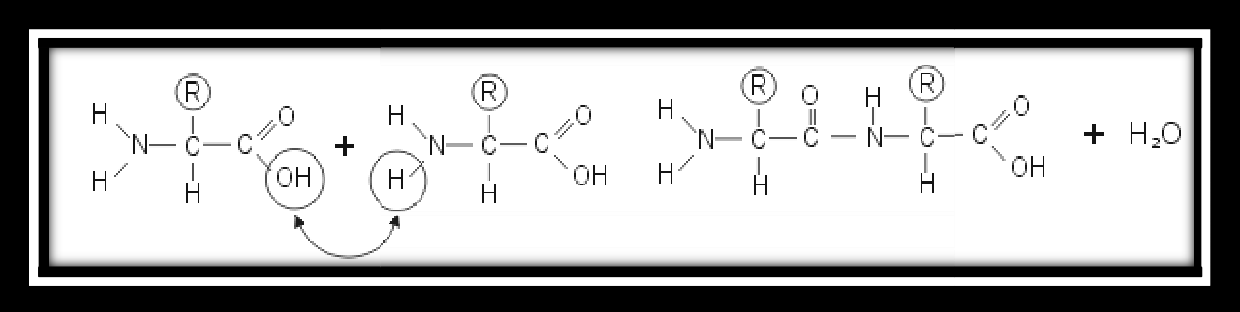 R R R R
H H H O H O
O O
N C C + N C C N C C N C C + H₂O
H OH H OH H OH
H H H H